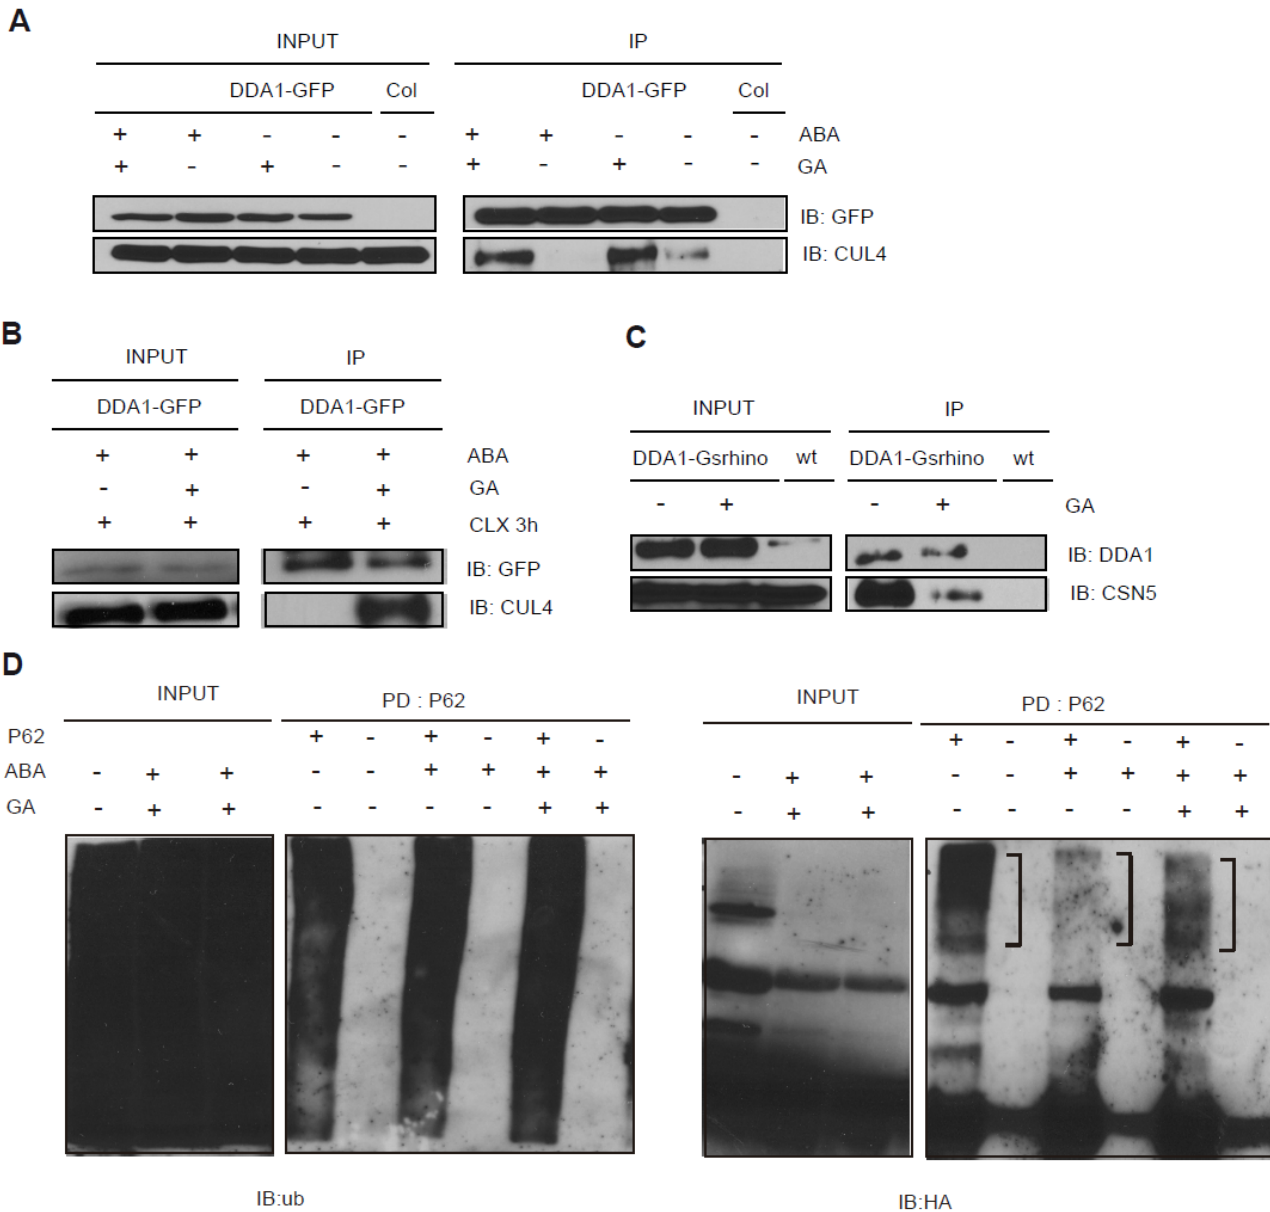 A
INPUT IP
DDA1-GFP Col DDA1-GFP Col
+ + - - - + + - - - ABA
+ - + - - + - + - - GA
IB: GFP
IB: CUL4
B
INPUT IP
DDA1-GFP DDA1-GFP
+ + + + ABA
- + - + GA
+ + + + CLX 3h
IB: GFP
IB: CUL4
C
INPUT IP
DDA1-Gsrhino wt DDA1-Gsrhino wt
- + - + GA
IB: DDA1
IB: CSN5
D
INPUT PD : P62
P62 + - + - + -
ABA - + + - - + + + +
GA - + + - - - - + +
IB:ub
INPUT PD : P62
+ - + - + -
- + + - - + + + +
- + + - - - - + +
IB:HA